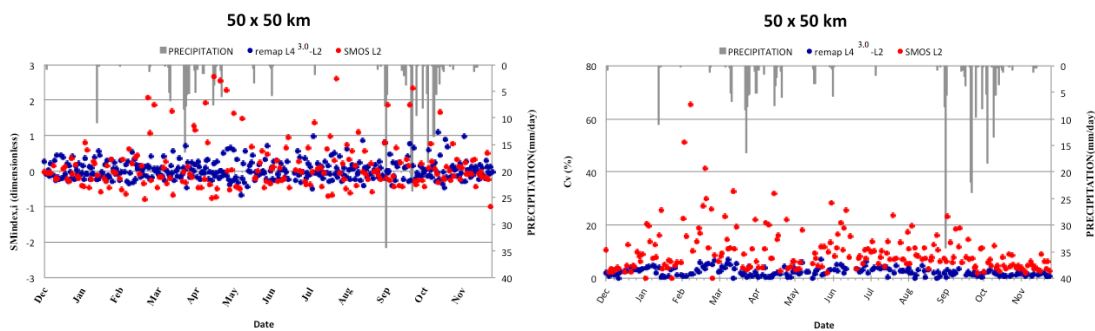 50 x 50 km
PRECIPITATION remap L4 3.0-L2 SMOS L2
3
2
1
0
-1
-2
-3
SMindex,i (dimensionless)
0
5
10
15
20
25
30
35
40
PRECIPITATION(mm/day)
Dec Jan Feb Mar Apr May Jun Jul Aug Sep Oct Nov
Date
50 x 50 km
PRECIPITATION remap L4 3.0-L2 SMOS L2
80
60
40
20
0
Cv (%)
0
5
10
15
20
25
30
35
40
PRECIPITATION(mm/day)
Dec Jan Feb Mar Apr May Jun Jul Aug Sep Oct Nov
Date